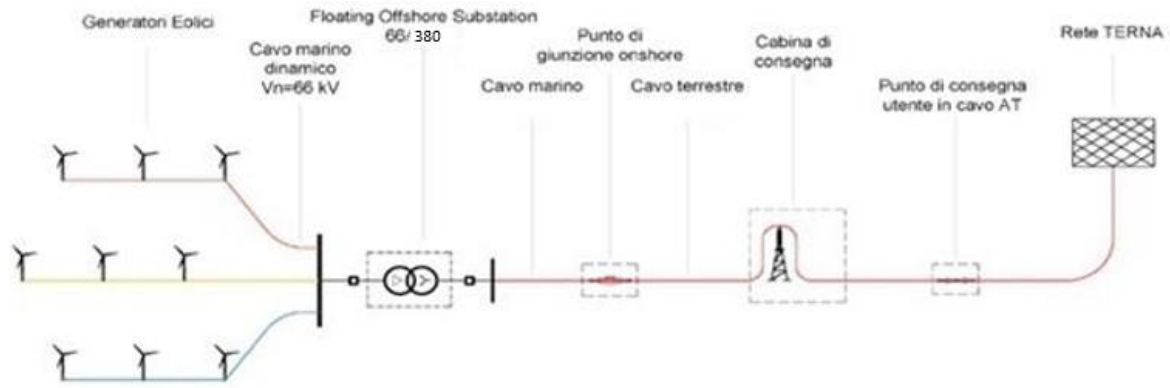 Generatori Eolici
Cavo marino
dinamico
Vn=66 kV
Floating Offshore Substation
66/ 380
Cavo marino
Punto di
giunzione onshore
Cavo terrestre
Cabina di
consegna
Punto di consegna
utente in cavo AT
Rete TERNA